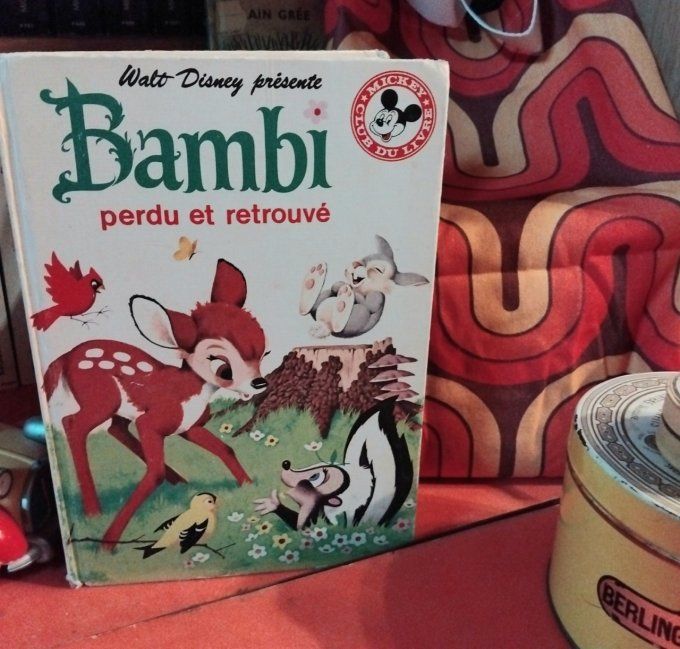 AIN GRÉE
Walt Disney présente
Bambi
perdu et retrouvé
MICKEY
CLUB DU LIVRE
BERLING